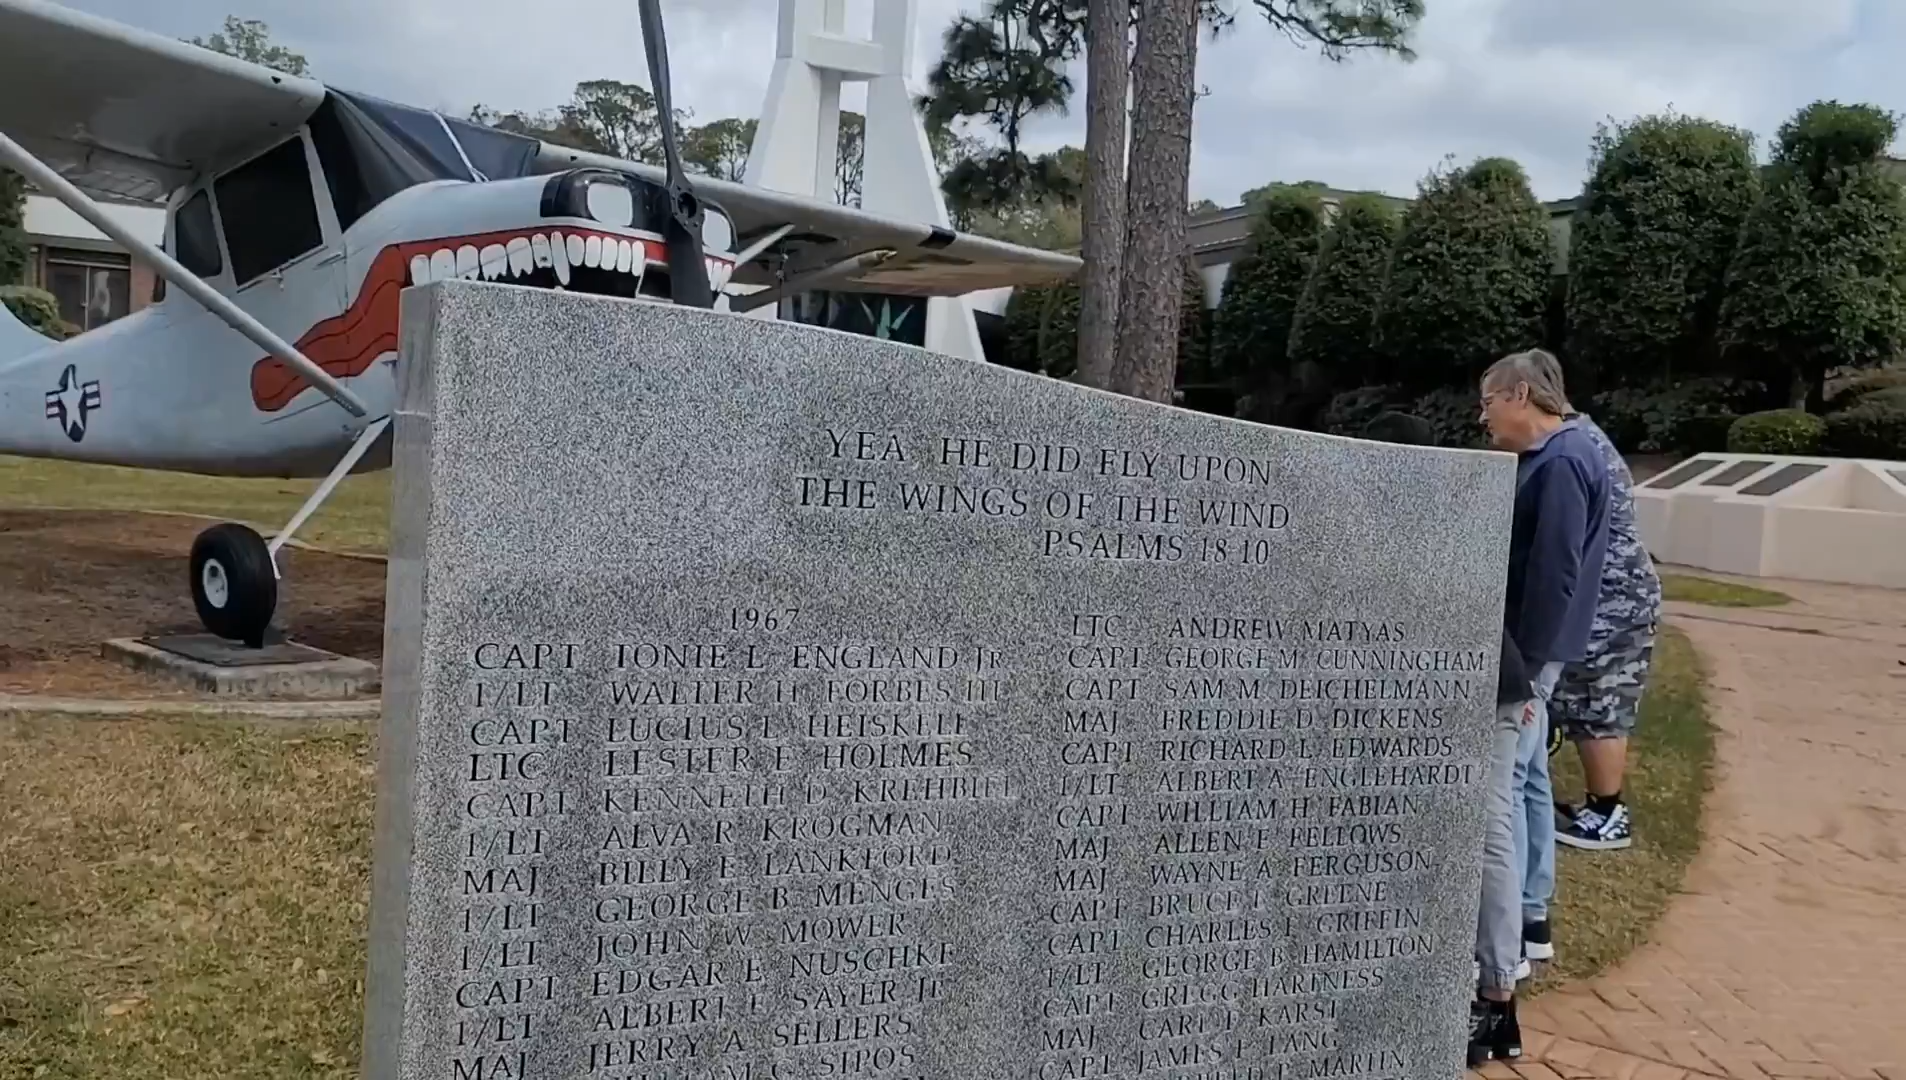 YEA, HE DID FLY UPON
THE WINGS OF THE WIND
PSALMS 18:10
1967
CAPT TONIE L ENGLAND Jr
1/LT WALTER H FORBES III
CAPT LUCIUS L HEISKELL
LTC LESTER E HOLMES
CAPT KENNETH D KREHBIEL
1/LT ALVA R KROGMAN
MAJ BILLY E LANKFORD
1/LT GEORGE B MENGES
1/LT JOHN W MOWER
CAPT EDGAR E NUSCHKE
1/LT ALBERT F SAYER Jr
MAJ JERRY A SELLERS
C SIPOS
LTC ANDREW MATYAS
CAPT GEORGE M CUNNINGHAM
CAPT SAM M DEICHELMANN
MAJ FREDDIE D DICKENS
CAPT RICHARD L EDWARDS
1/LT ALBERT A ENGLEHARDT
CAPT WILLIAM H FABIAN
MAJ ALLEN F FELLOWS
MAJ WAYNE A FERGUSON
CAPT BRUCE L GREENE
CAPT CHARLES L GRIFFIN
1/LT GEORGE B HAMILTON
CAPT GREGG HARTNESS
MAJ CARL F KARST
CAPT JAMES F LANG
MARTIN